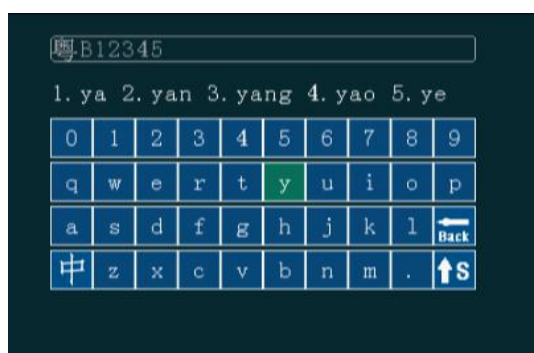 粤B12345
1. ya 2. yan 3. yang 4. yao 5. ye
0 1 2 3 4 5 6 7 8 9
q w e r t y u i o p
a s d f g h j k l Back
中 z x c v b n m . S